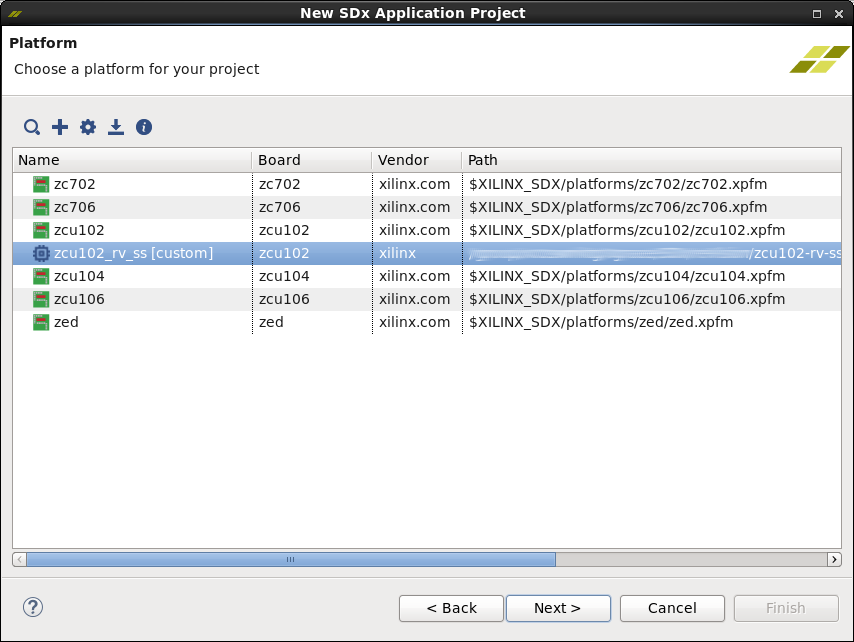 New SDx Application Project
Platform
Choose a platform for your project
Name Board Vendor Path
zc702 zc702 xilinx.com $XILINX_SDX/platforms/zc702/zc702.xpfm
zc706 zc706 xilinx.com $XILINX_SDX/platforms/zc706/zc706.xpfm
zcu102 zcu102 xilinx.com $XILINX_SDX/platforms/zcu102/zcu102.xpfm
zcu102_rv_ss [custom] zcu102 xilinx /zcu102-rv-ss
zcu104 zcu104 xilinx.com $XILINX_SDX/platforms/zcu104/zcu104.xpfm
zcu106 zcu106 xilinx.com $XILINX_SDX/platforms/zcu106/zcu106.xpfm
zed zed xilinx.com $XILINX_SDX/platforms/zed/zed.xpfm
? < Back Next > Cancel Finish